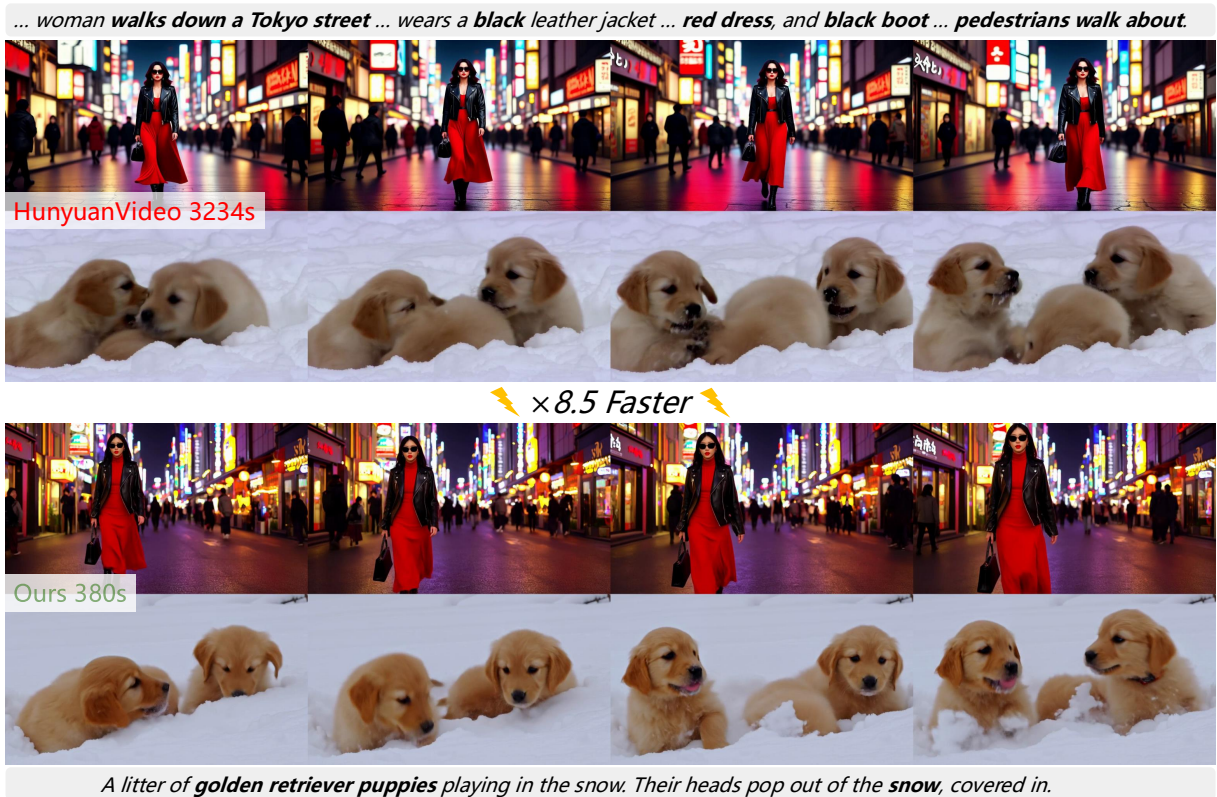 ... woman walks down a Tokyo street ... wears a black leather jacket ... red dress, and black boot ... pedestrians walk about.
HunyuanVideo 3234s
×8.5 Faster
Ours 380s
A litter of golden retriever puppies playing in the snow. Their heads pop out of the snow, covered in.